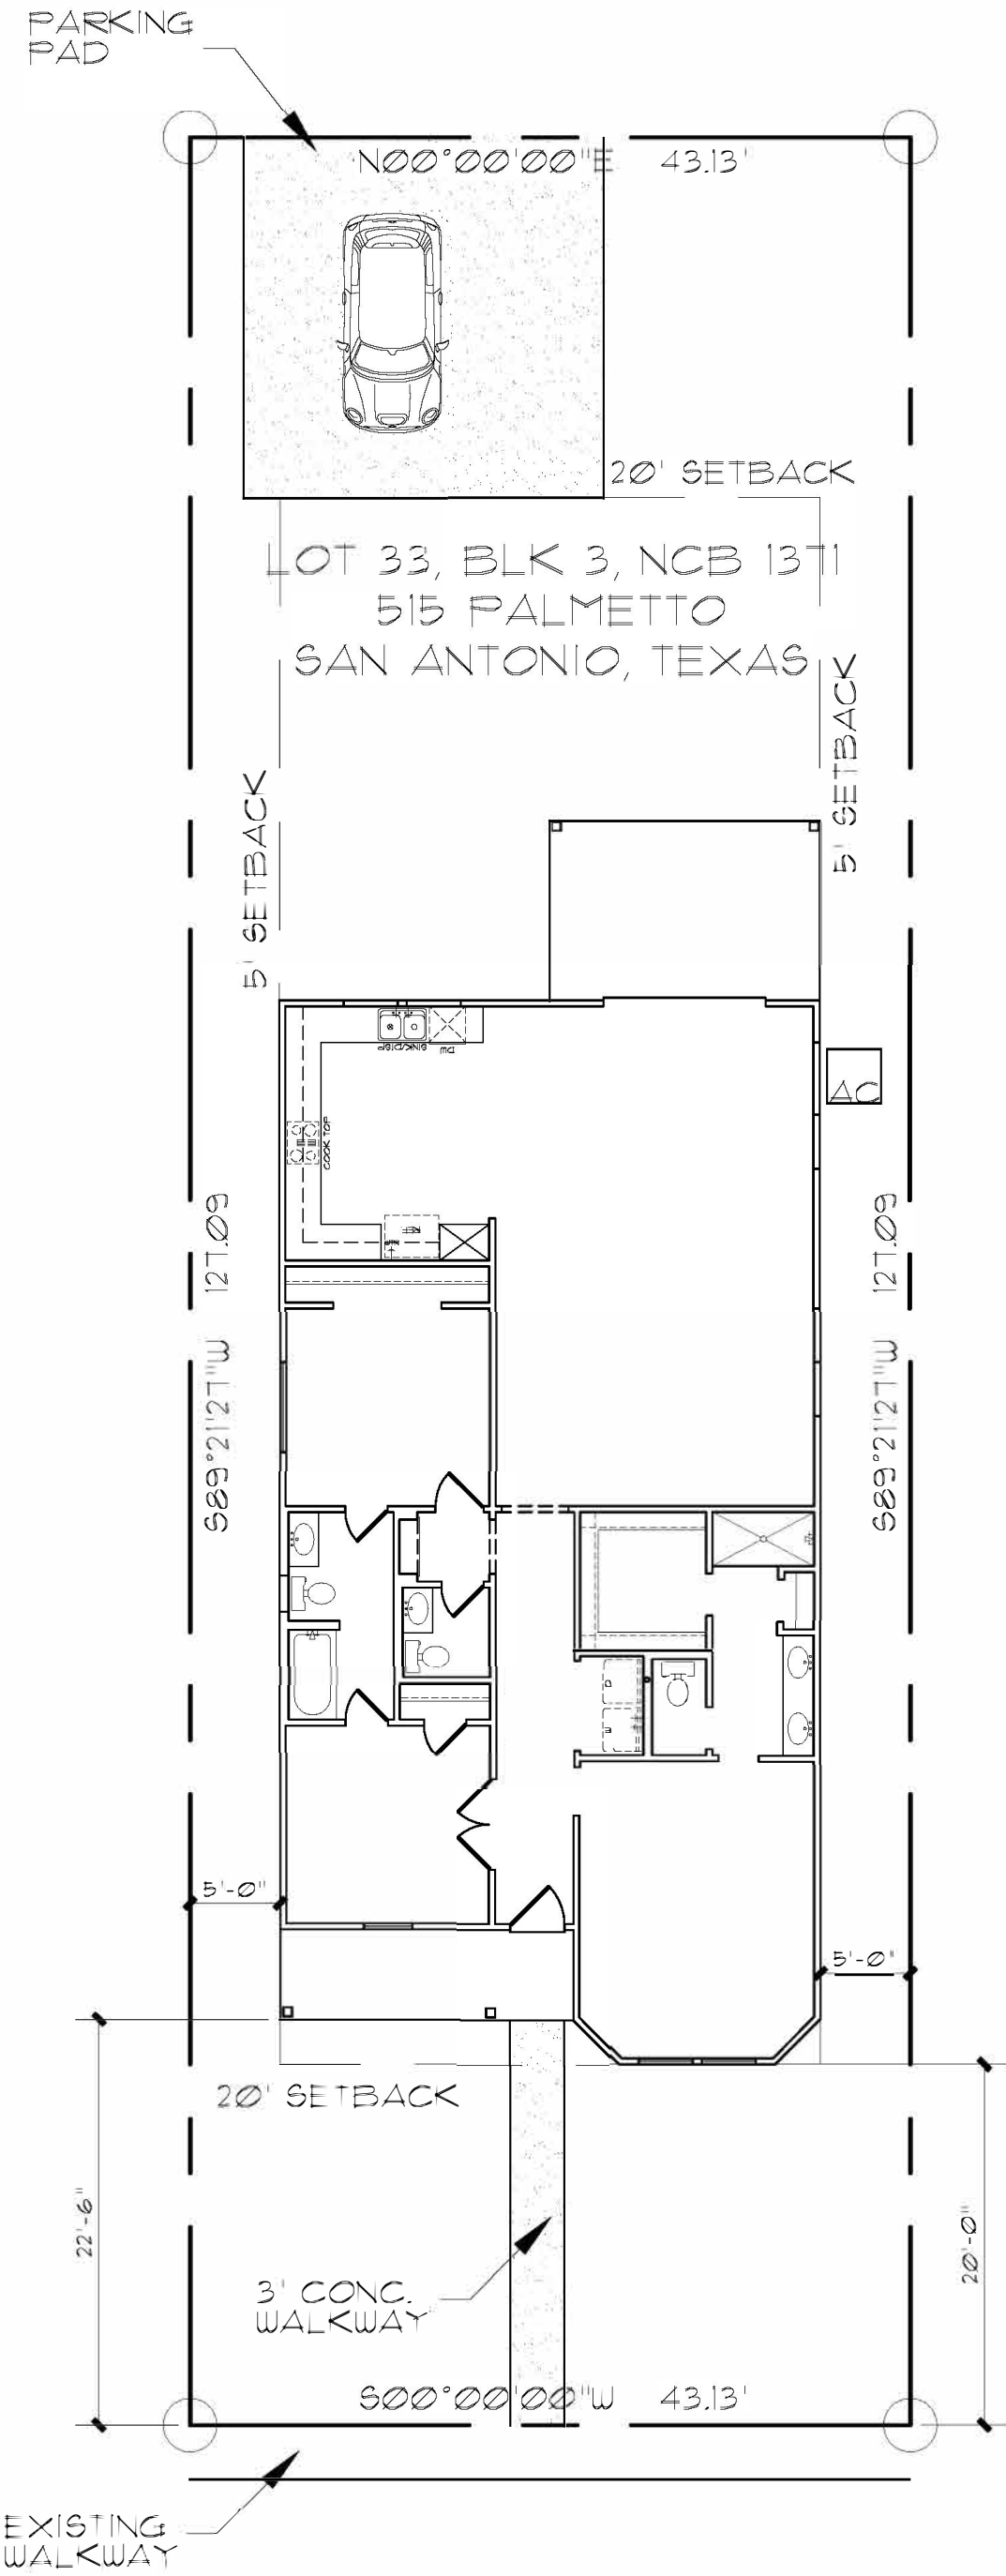 PARKING
PAD
N00°00'00"E 43.13'
20' SETBACK
LOT 33, BLK 3, NCB 1371
515 PALMETTO
SAN ANTONIO, TEXAS
5' SETBACK
5' SETBACK
SINK/DISP
DW
AC
COOK TOP
127.09
S89°21'27"W
127.09
S89°21'27"W
D
W
5'-0"
5'-0"
20' SETBACK
22'-6"
20'-0"
3' CONC.
WALKWAY
S00°00'00"W 43.13'
EXISTING
WALKWAY